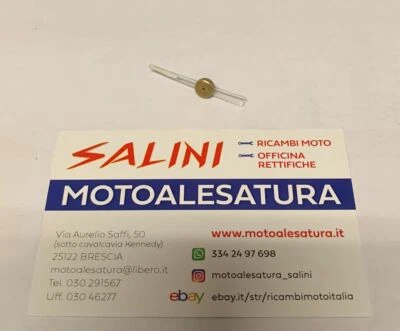 SALINI
RICAMBI MOTO
OFFICINA
RETTIFICHE
MOTOALESATURA
Via Aurelio Saffi, 50
(sotto cavalcavia Kennedy)
25122 BRESCIA
motoalesatura@libero.it
Tel. 030 291567
Uff. 030 46277
www.motoalesatura.it
334 24 97 698
motoalesatura_salini
ebay ebay.it/str/ricambimotoitalia